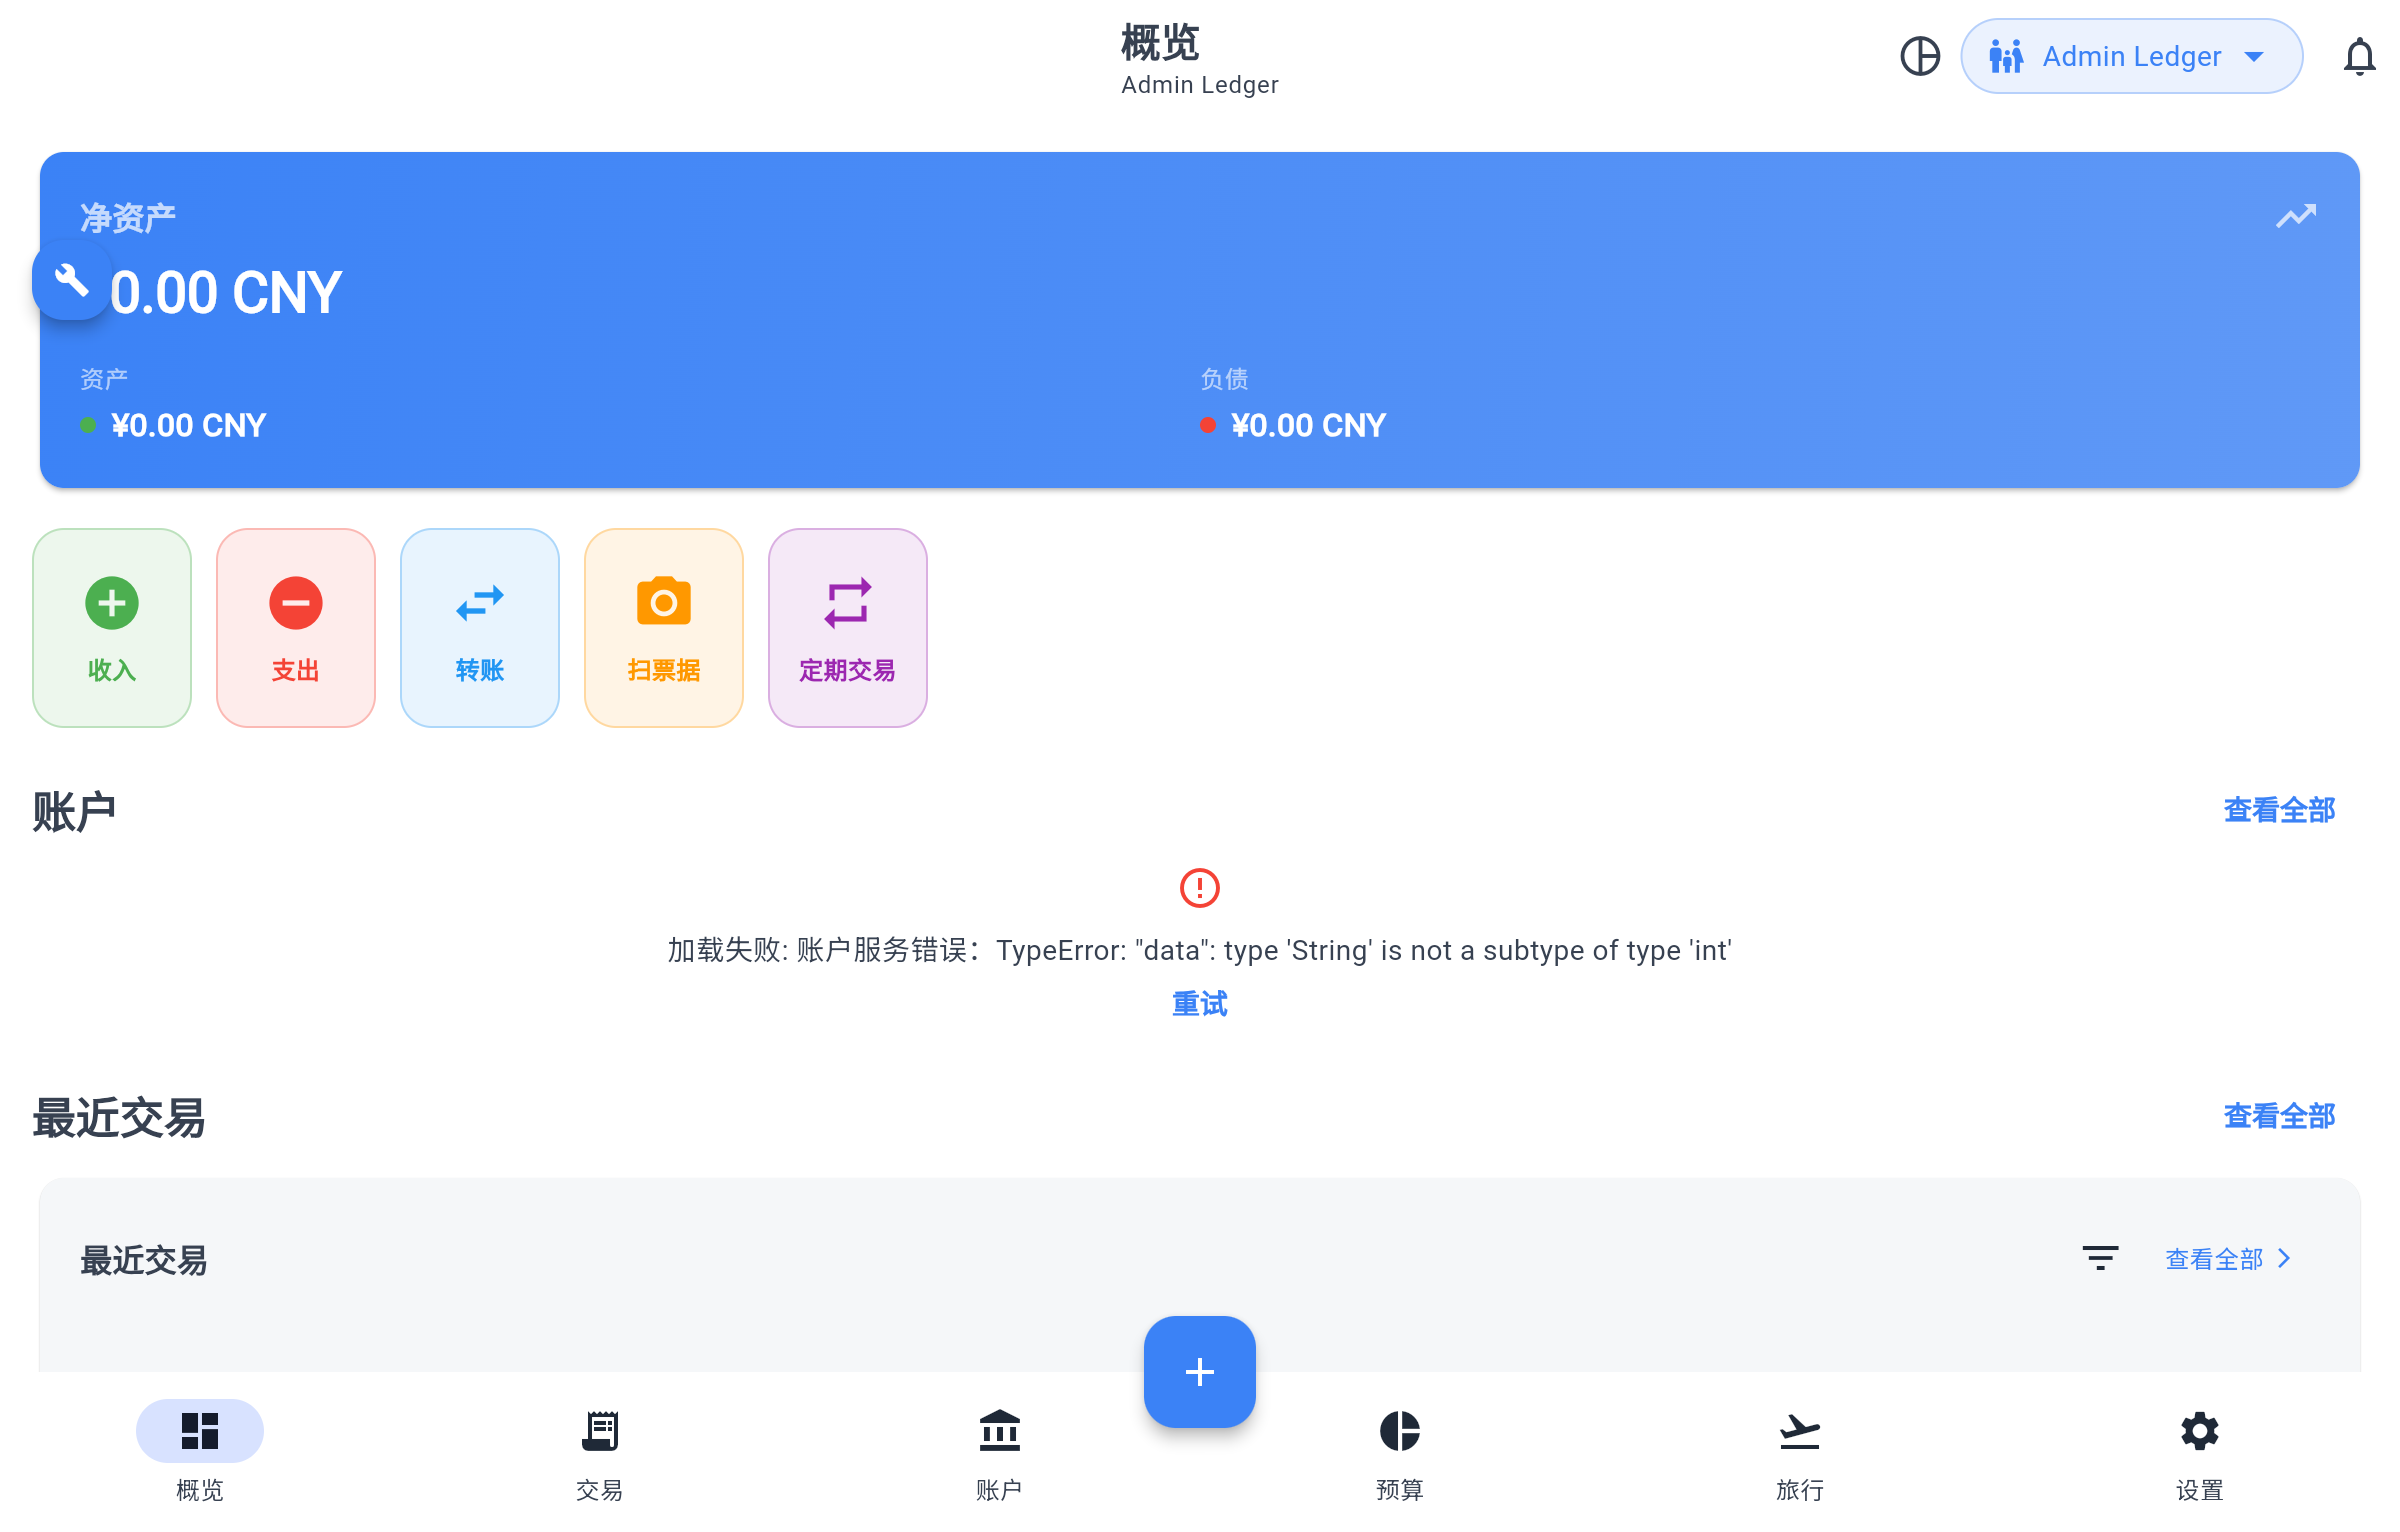 概览
Admin Ledger
Admin Ledger
净资产
0.00 CNY
资产
¥0.00 CNY
负债
¥0.00 CNY
收入
支出
转账
扫票据
定期交易
账户
查看全部
加载失败: 账户服务错误：TypeError: "data": type 'String' is not a subtype of type 'int'
重试
最近交易
查看全部
最近交易
查看全部
概览
交易
账户
预算
旅行
设置